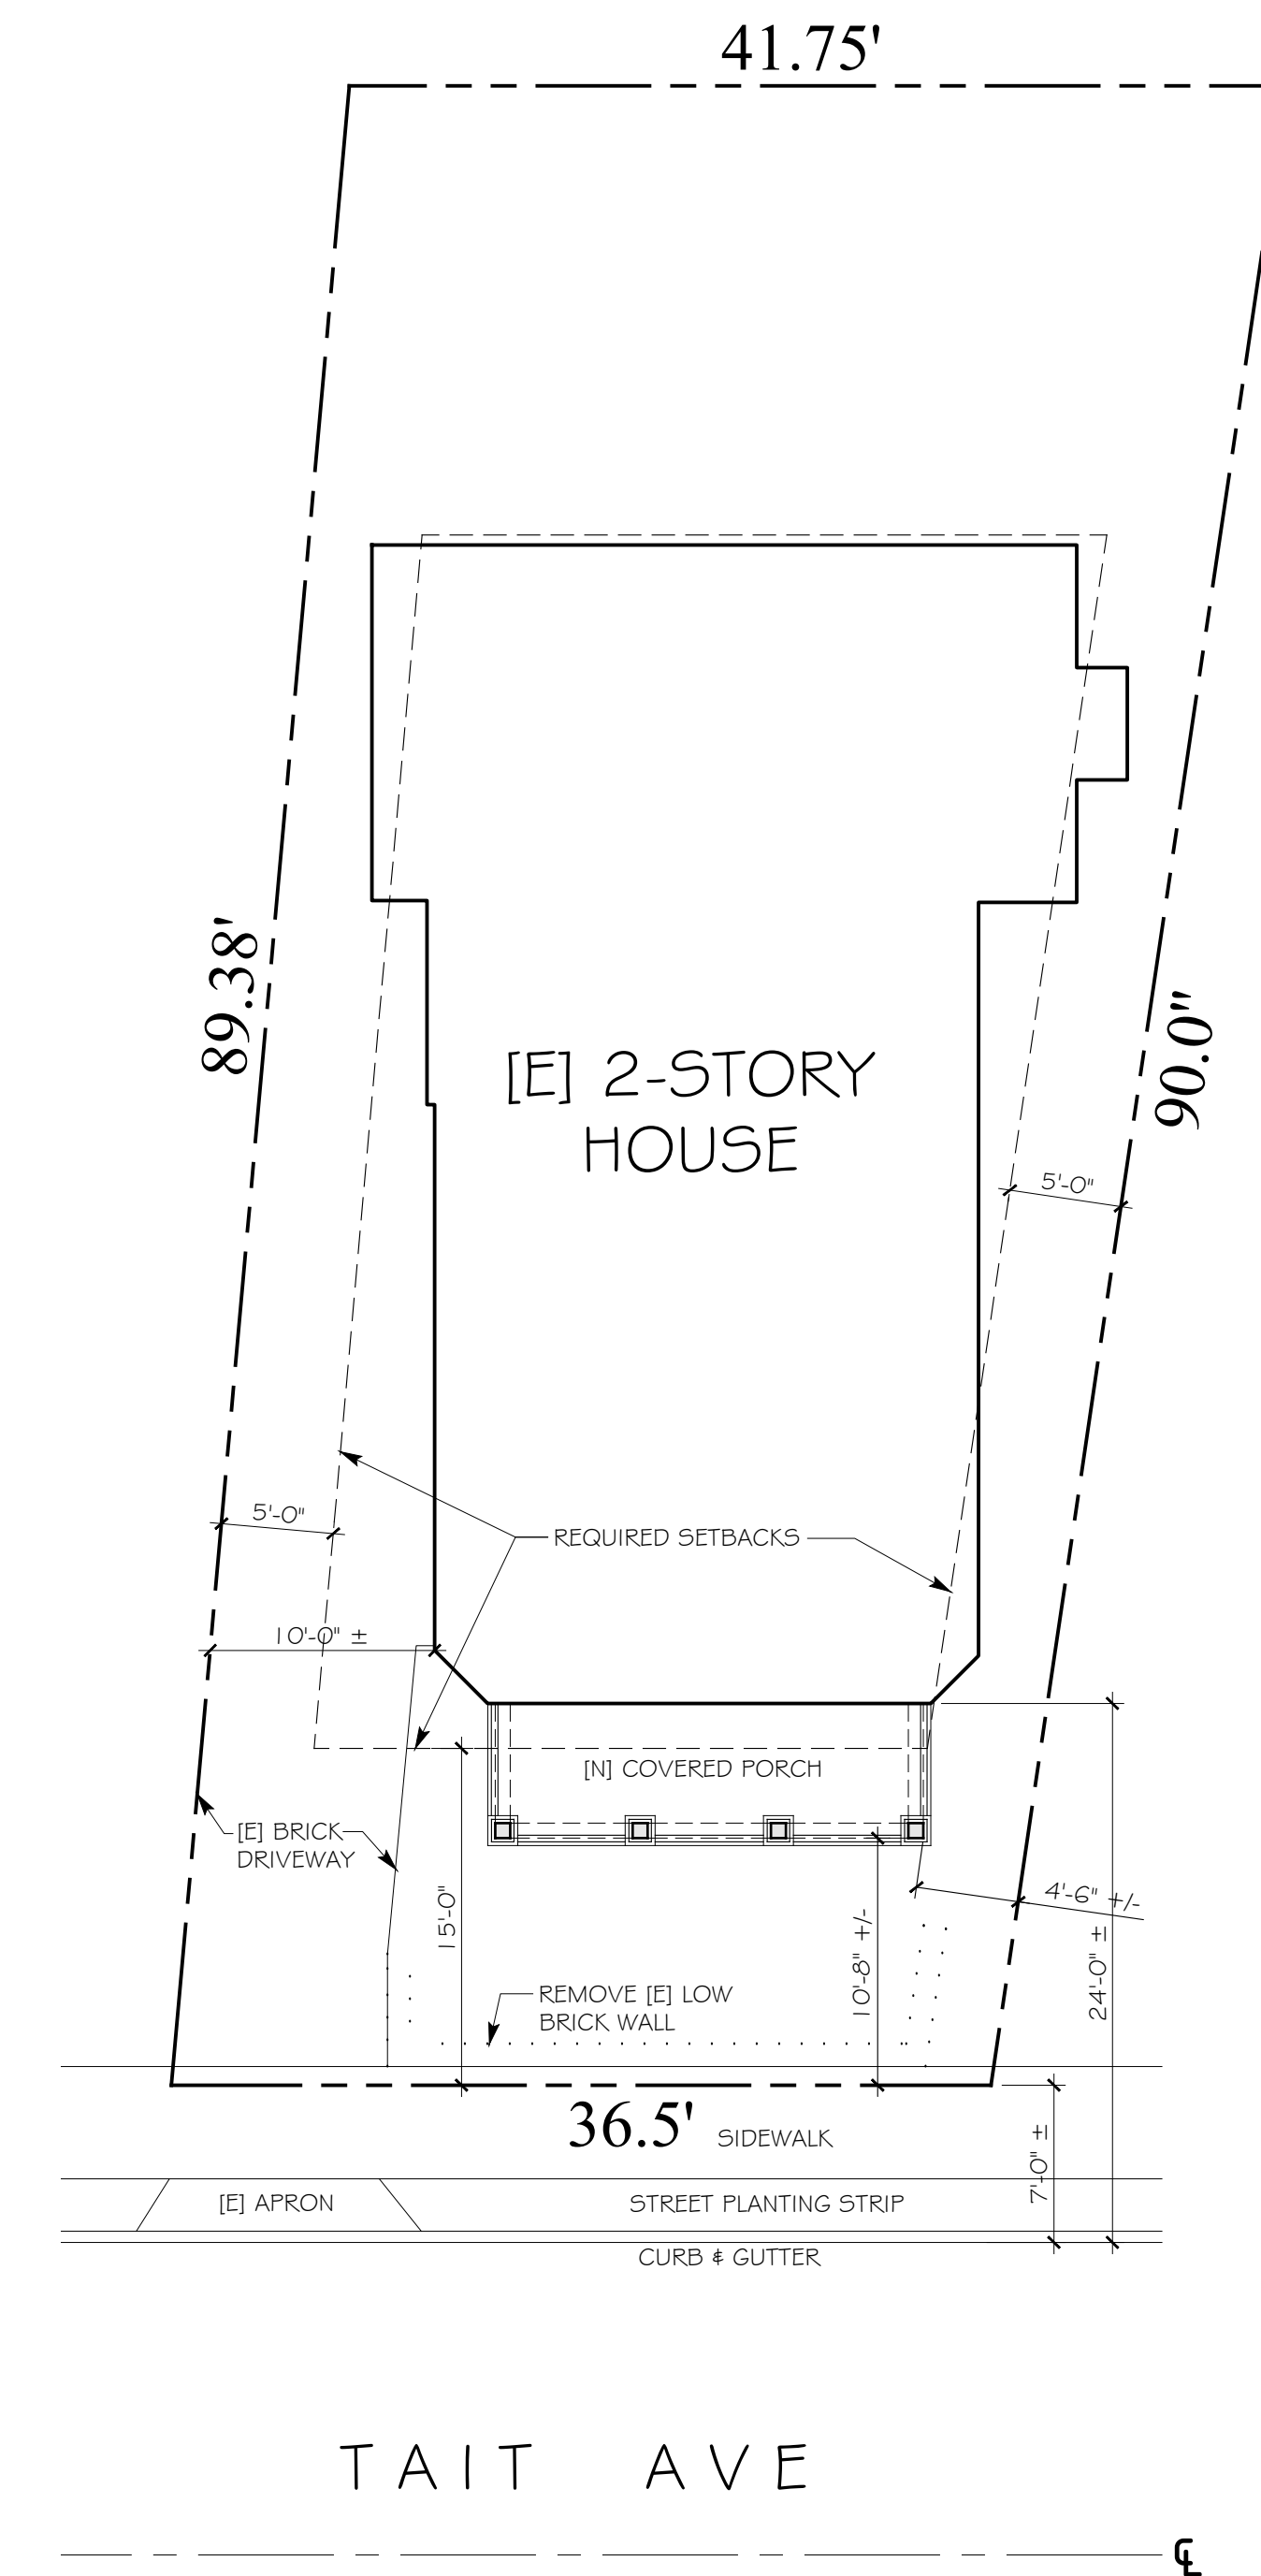 41.75'
89.38'
[E] 2-STORY
HOUSE
90.0"
5'-0"
5'-0"
REQUIRED SETBACKS
10'-0" ±
[N] COVERED PORCH
[E] BRICK
DRIVEWAY
15'-0"
10'-8" +/-
4'-6" +/-
24'-0" ±
REMOVE [E] LOW
BRICK WALL
36.5'
SIDEWALK
7'-0" ±
[E] APRON
STREET PLANTING STRIP
CURB & GUTTER
TAIT AVE
℄